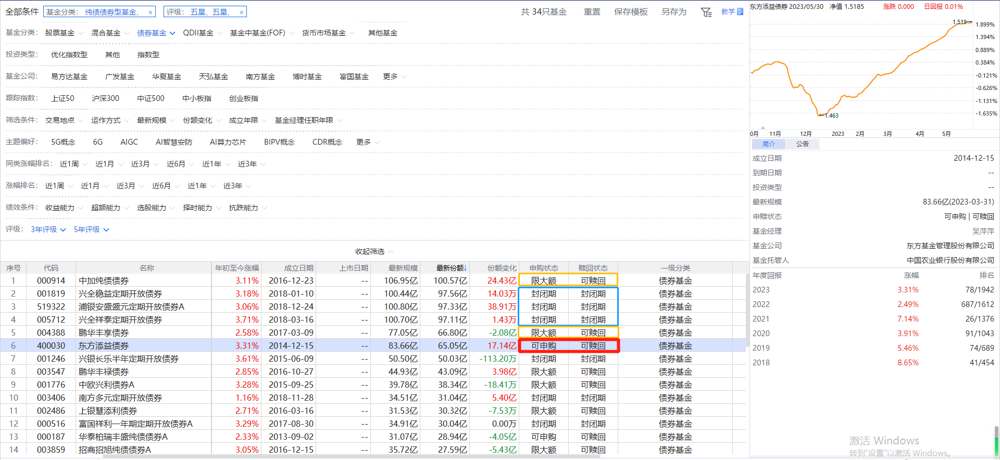 全部条件 基金分类： 纯债债券型基金、 × 评级： 五星、五星、 × 共 34只基金 重置 保存模板 另存为 教学
基金分类： 股票基金 混合基金 债券基金 QDII基金 基金中基金(FOF) 货币市场基金 其他基金
投资类型： 优化指数型 其他 指数型
基金公司： 易方达基金 广发基金 华夏基金 天弘基金 南方基金 博时基金 富国基金 更多
跟踪指数： 上证50 沪深300 中证500 中小板指 创业板指
筛选条件： 交易地点 运作方式 最新规模 份额变化 成立年限 基金经理任职年限
主题偏好： 5G概念 6G AIGC AI智慧安防 AI算力芯片 BIPV概念 CDR概念 更多
同类涨幅排名： 近1周 近1月 近3月 近6月 近1年 近3年
涨幅排名： 近1周 近1月 近3月 近6月 近1年 近3年
绩效条件： 收益能力 超额能力 选股能力 择时能力 抗跌能力
评级： 3年评级 5年评级
收起筛选
序号 代码 名称 年初至今涨幅 成立日期 上市日期 最新规模 最新份额↓ 份额变化 申购状态 赎回状态 一级分类
1 000914 中加纯债债券 3.11% 2016-12-23 -- 106.95亿 100.57亿 24.43亿 限大额 可赎回 债券基金
2 001819 兴全稳益定期开放债券 3.18% 2018-01-10 -- 100.44亿 97.56亿 14.03万 封闭期 封闭期 债券基金
3 519322 浦银安盛盛元定期开放债券A 3.06% 2018-12-24 -- 100.80亿 97.33亿 38.91万 封闭期 封闭期 债券基金
4 005712 兴全祥泰定期开放债券 3.71% 2018-03-16 -- 100.70亿 97.11亿 1.43万 封闭期 封闭期 债券基金
5 004388 鹏华丰享债券 2.58% 2017-03-09 -- 77.05亿 66.80亿 -2.08亿 限大额 可赎回 债券基金
6 400030 东方添益债券 3.31% 2014-12-15 -- 83.66亿 65.05亿 17.14亿 可申购 可赎回 债券基金
7 001246 兴银长乐半年定期开放债券 3.61% 2015-06-09 -- 50.50亿 50.03亿 -113.20万 封闭期 封闭期 债券基金
8 003547 鹏华丰禄债券 2.85% 2016-10-27 -- 44.93亿 43.09亿 3.98亿 限大额 可赎回 债券基金
9 001776 中欧兴利债券A 3.28% 2015-09-25 -- 39.78亿 38.34亿 -18.41万 限大额 可赎回 债券基金
10 003406 南方多元定期开放债券 1.16% 2018-11-28 -- 34.51亿 31.04亿 5.40亿 封闭期 封闭期 债券基金
11 002486 上银慧添利债券 2.71% 2016-03-16 -- 31.53亿 30.32亿 -7.53万 限大额 可赎回 债券基金
12 000516 富国祥利一年期定期开放债券A 3.29% 2017-08-30 -- 34.91亿 30.04亿 0.00万 封闭期 封闭期 债券基金
13 000187 华泰柏瑞丰盛纯债债券A 2.33% 2013-09-02 -- 31.07亿 28.94亿 -4.05亿 可申购 可赎回 债券基金
14 003859 招商招旭纯债债券A 3.05% 2016-12-15 -- 35.72亿 27.59亿 -5.43亿 限大额 可赎回 债券基金
东方添益债券 2023/05/30 净值 1.5185 涨跌 0.000 日回报 0.01%
1.519
1.899%
1.394%
0.889%
0.384%
-0.121%
-0.626%
-1.131%
-1.635%
1.463
0月 11月 12月 2023 2月 3月 4月 5月
简介 公告
成立日期 2014-12-15
到期日期 --
投资类型 --
最新规模 83.66亿(2023-03-31)
申赎状态 可申购 | 可赎回
基金经理 吴萍萍
基金公司 东方基金管理股份有限公司
基金托管人 中国农业银行股份有限公司
年度回报 涨幅 排名
2023 3.31% 78/1942
2022 2.49% 687/1612
2021 7.14% 26/1376
2020 3.91% 91/1043
2019 5.46% 74/689
2018 8.65% 41/454
激活 Windows
转到“设置”以激活 Windows。